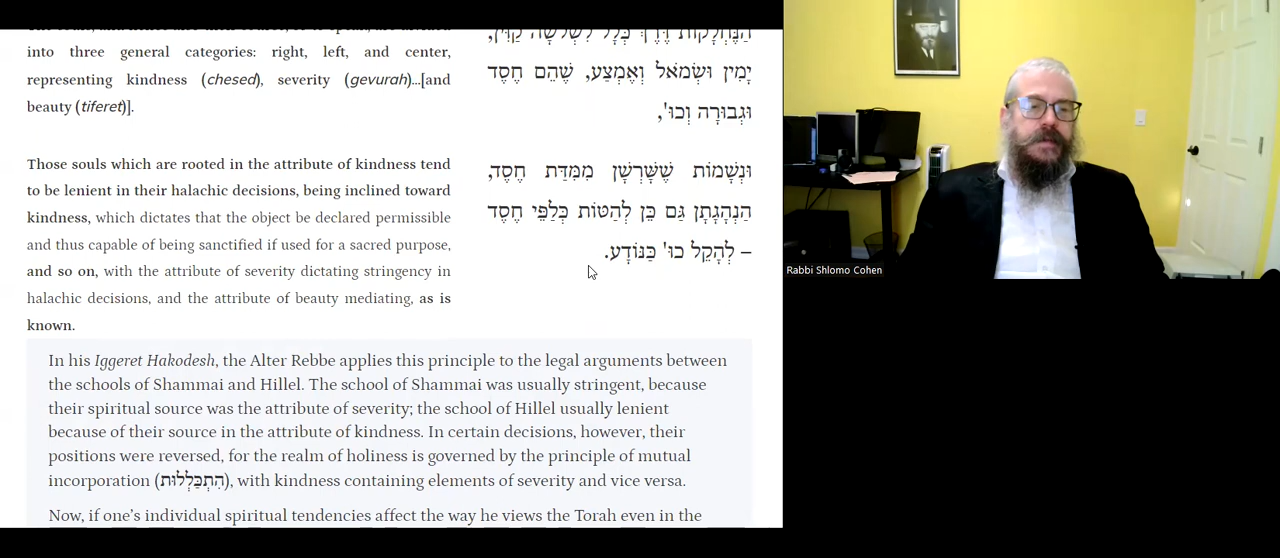 into three general categories: right, left, and center,
representing kindness (chesed), severity (gevurah)...[and
beauty (tiferet)].
Those souls which are rooted in the attribute of kindness tend
to be lenient in their halachic decisions, being inclined toward
kindness, which dictates that the object be declared permissible
and thus capable of being sanctified if used for a sacred purpose,
and so on, with the attribute of severity dictating stringency in
halachic decisions, and the attribute of beauty mediating, as is
known.
הַנֶּחְלָקוֹת דֶּרֶךְ כְּלָל לִשְׁלֹשָׁה קַוִּין,
יָמִין וּשְׂמֹאל וְאֶמְצַע, שֶׁהֵם חֶסֶד
וּגְבוּרָה וְכוּ',
וּנְשָׁמוֹת שֶׁשָּׁרְשָׁן מִמִּדַּת חֶסֶד,
הַנְהָגָתָן גַּם כֵּן לְהַטּוֹת כְּלַפֵּי חֶסֶד
– לְהָקֵל כוּ' כַּנּוֹדָע.
In his Iggeret Hakodesh, the Alter Rebbe applies this principle to the legal arguments between
the schools of Shammai and Hillel. The school of Shammai was usually stringent, because
their spiritual source was the attribute of severity; the school of Hillel usually lenient
because of their source in the attribute of kindness. In certain decisions, however, their
positions were reversed, for the realm of holiness is governed by the principle of mutual
incorporation (הִתְכַּלְּלוּת), with kindness containing elements of severity and vice versa.
Now, if one's individual spiritual tendencies affect the way he views the Torah even in the
Rabbi Shlomo Cohen